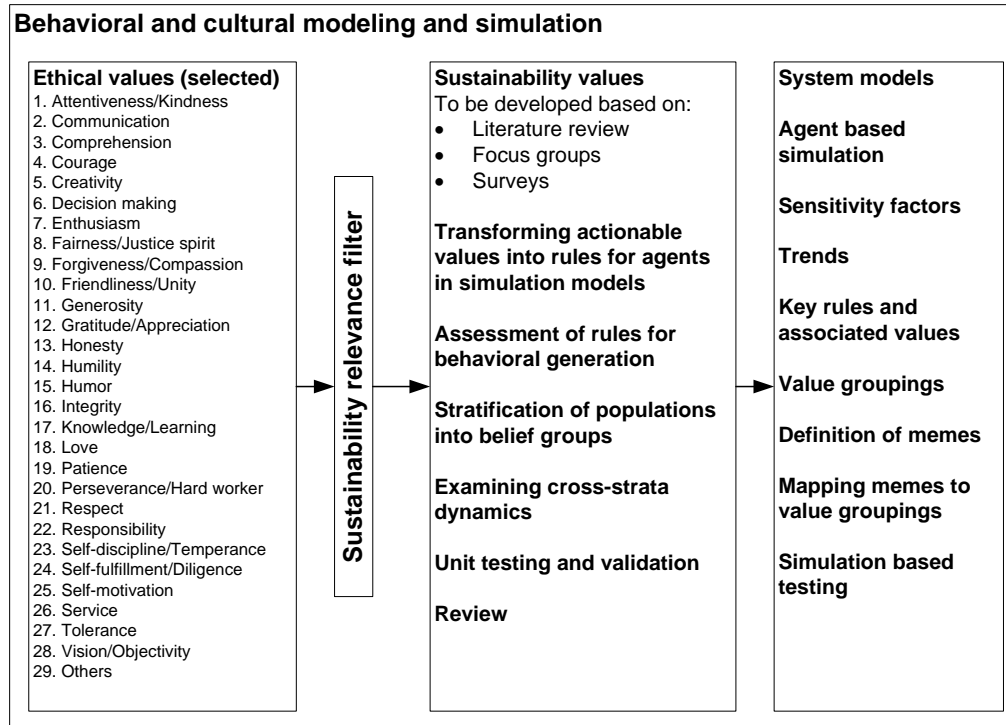 Behavioral and cultural modeling and simulation
Ethical values (selected)
1. Attentiveness/Kindness
2. Communication
3. Comprehension
4. Courage
5. Creativity
6. Decision making
7. Enthusiasm
8. Fairness/Justice spirit
9. Forgiveness/Compassion
10. Friendliness/Unity
11. Generosity
12. Gratitude/Appreciation
13. Honesty
14. Humility
15. Humor
16. Integrity
17. Knowledge/Learning
18. Love
19. Patience
20. Perseverance/Hard worker
21. Respect
22. Responsibility
23. Self-discipline/Temperance
24. Self-fulfillment/Diligence
25. Self-motivation
26. Service
27. Tolerance
28. Vision/Objectivity
29. Others
Sustainability relevance filter
Sustainability values
To be developed based on:
• Literature review
• Focus groups
• Surveys
Transforming actionable
values into rules for agents
in simulation models
Assessment of rules for
behavioral generation
Stratification of populations
into belief groups
Examining cross-strata
dynamics
Unit testing and validation
Review
System models
Agent based
simulation
Sensitivity factors
Trends
Key rules and
associated values
Value groupings
Definition of memes
Mapping memes to
value groupings
Simulation based
testing